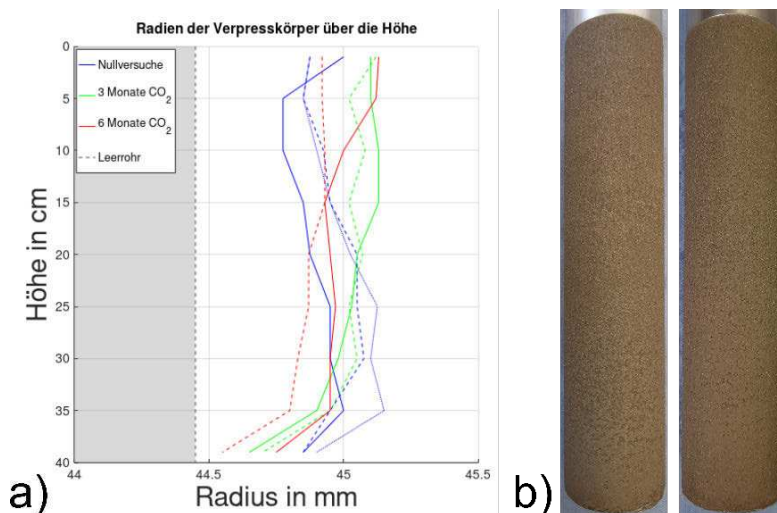 Radien der Verpresskörper über die Höhe
Höhe in cm
0
5
10
15
20
25
30
35
40
Nullversuche
3 Monate CO2
6 Monate CO2
Leerrohr
44
44.5
45
45.5
Radius in mm
a)
b)